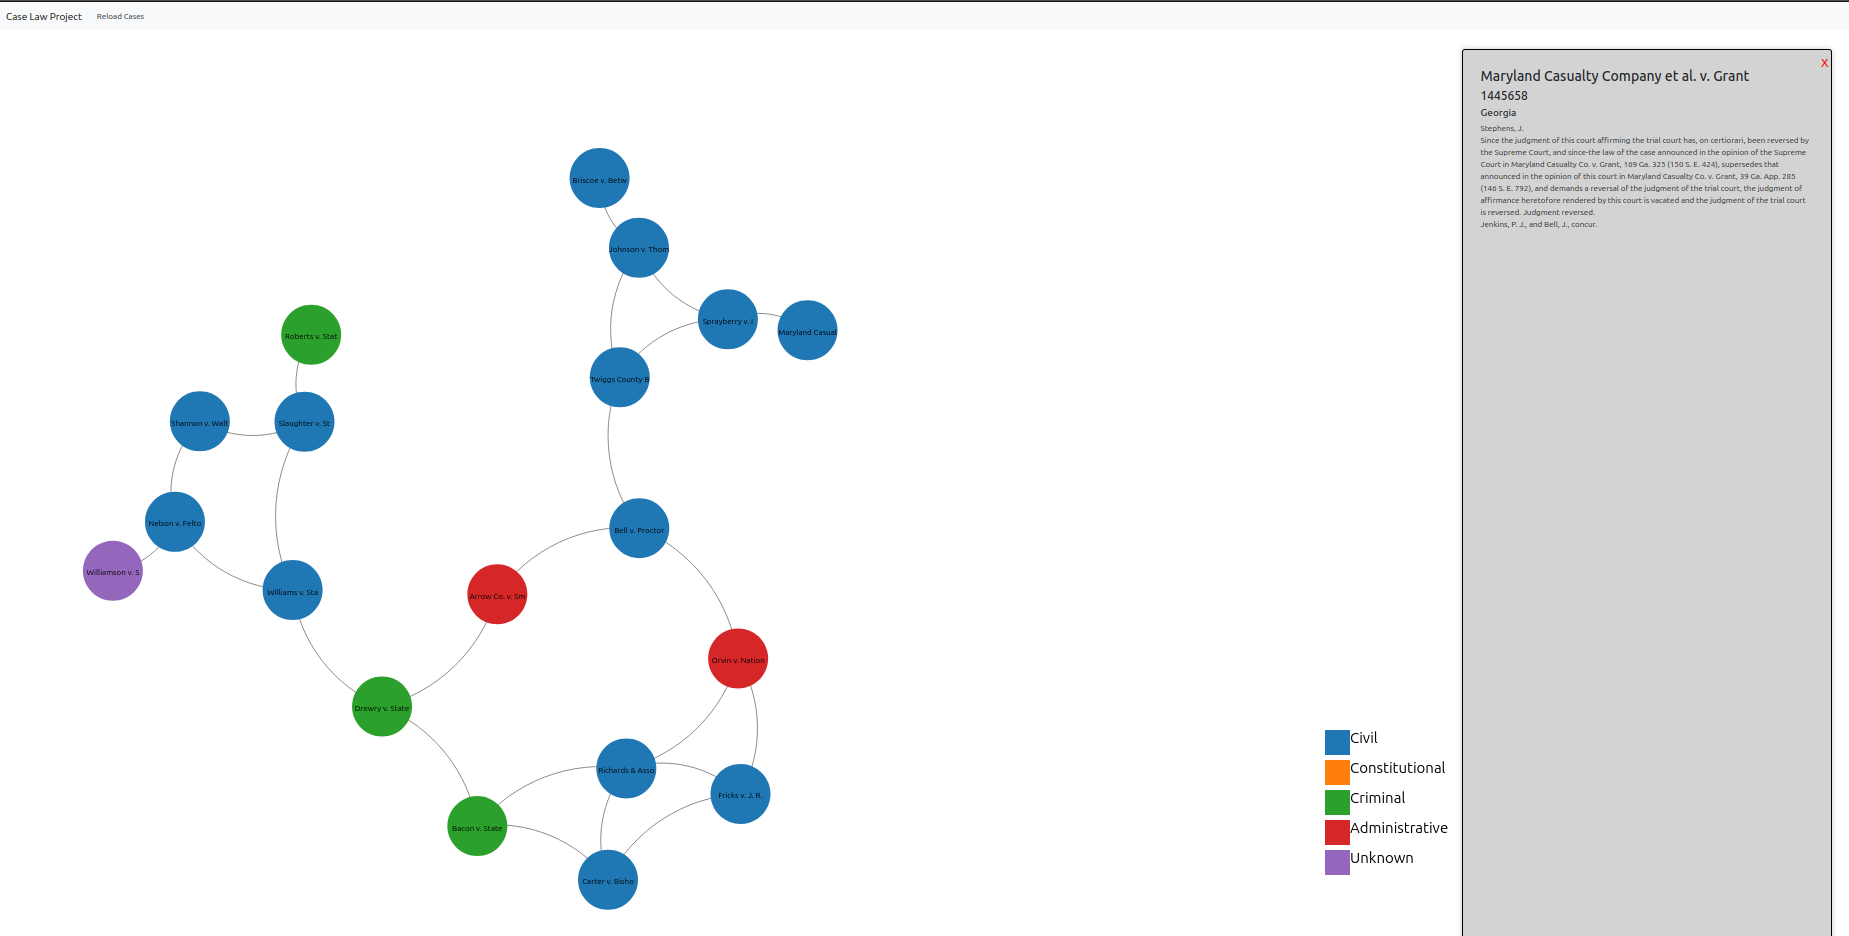 Case Law Project Reload Cases
X
Maryland Casualty Company et al. v. Grant
1445658
Georgia
Stephens, J.
Since the judgment of this court affirming the trial court has, on certiorari, been reversed by
the Supreme Court, and since-the law of the case announced in the opinion of the Supreme
Court in Maryland Casualty Co. v. Grant, 169 Ga. 325 (150 S. E. 424), supersedes that
announced in the opinion of this court in Maryland Casualty Co. v. Grant, 39 Ga. App. 285
(146 S. E. 792), and demands a reversal of the judgment of the trial court, the judgment of
affirmance heretofore rendered by this court is vacated and the judgment of the trial court
is reversed. Judgment reversed.
Jenkins, P. J., and Bell, J., concur.
Briscoe v. Betw
Johnson v. Thom
Sprayberry v. I
Maryland Casual
Roberts v. Stat
Twiggs County B
Shannon v. Walt
Slaughter v. St
Nelson v. Felto
Bell v. Proctor
Williamson v. S
Williams v. Sta
Arrow Co. v. Sm
Orvin v. Nation
Drewry v. State
Richards & Asso
Fricks v. J. R.
Bacon v. State
Carter v. Bisho
Civil
Constitutional
Criminal
Administrative
Unknown